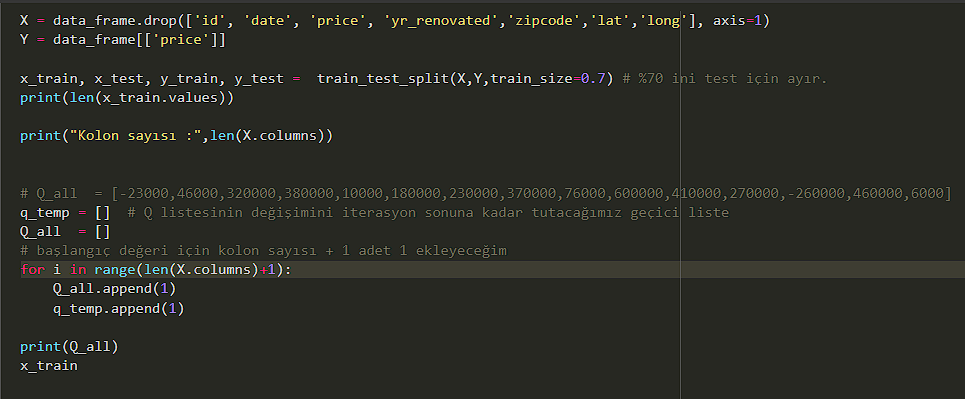 X = data_frame.drop(['id', 'date', 'price', 'yr_renovated','zipcode','lat','long'], axis=1)
Y = data_frame[['price']]
x_train, x_test, y_train, y_test =  train_test_split(X,Y,train_size=0.7) # %70 ini test için ayır.
print(len(x_train.values))
print("Kolon sayısı :",len(X.columns))
# Q_all  = [-23000,46000,320000,380000,10000,180000,230000,370000,76000,600000,410000,270000,-260000,460000,6000]
q_temp = []  # Q listesinin değişimini iterasyon sonuna kadar tutacağımız geçici liste
Q_all  = []
# başlangıç değeri için kolon sayısı + 1 adet 1 ekleyeceğim
for i in range(len(X.columns)+1):
    Q_all.append(1)
    q_temp.append(1)
print(Q_all)
x_train